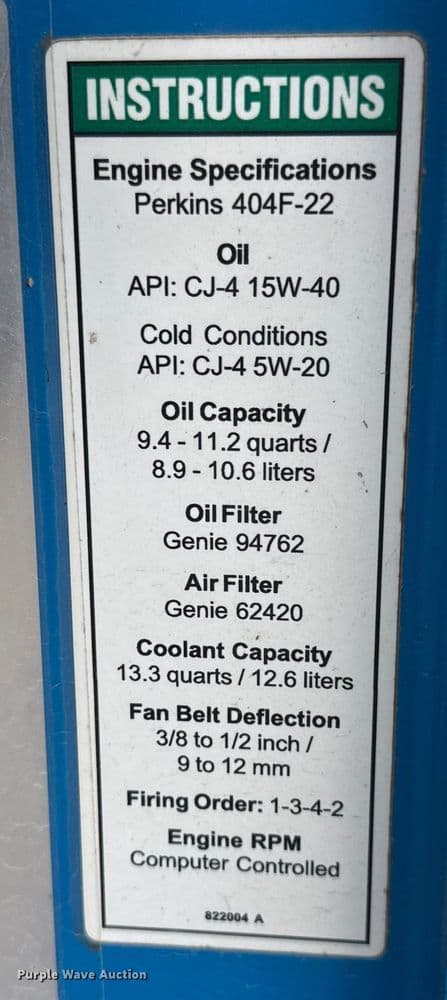 INSTRUCTIONS
Engine Specifications
Perkins 404F-22
Oil
API: CJ-4 15W-40
Cold Conditions
API: CJ-4 5W-20
Oil Capacity
9.4 - 11.2 quarts /
8.9 - 10.6 liters
Oil Filter
Genie 94762
Air Filter
Genie 62420
Coolant Capacity
13.3 quarts / 12.6 liters
Fan Belt Deflection
3/8 to 1/2 inch /
9 to 12 mm
Firing Order: 1-3-4-2
Engine RPM
Computer Controlled
822004 A
Purple Wave Auction